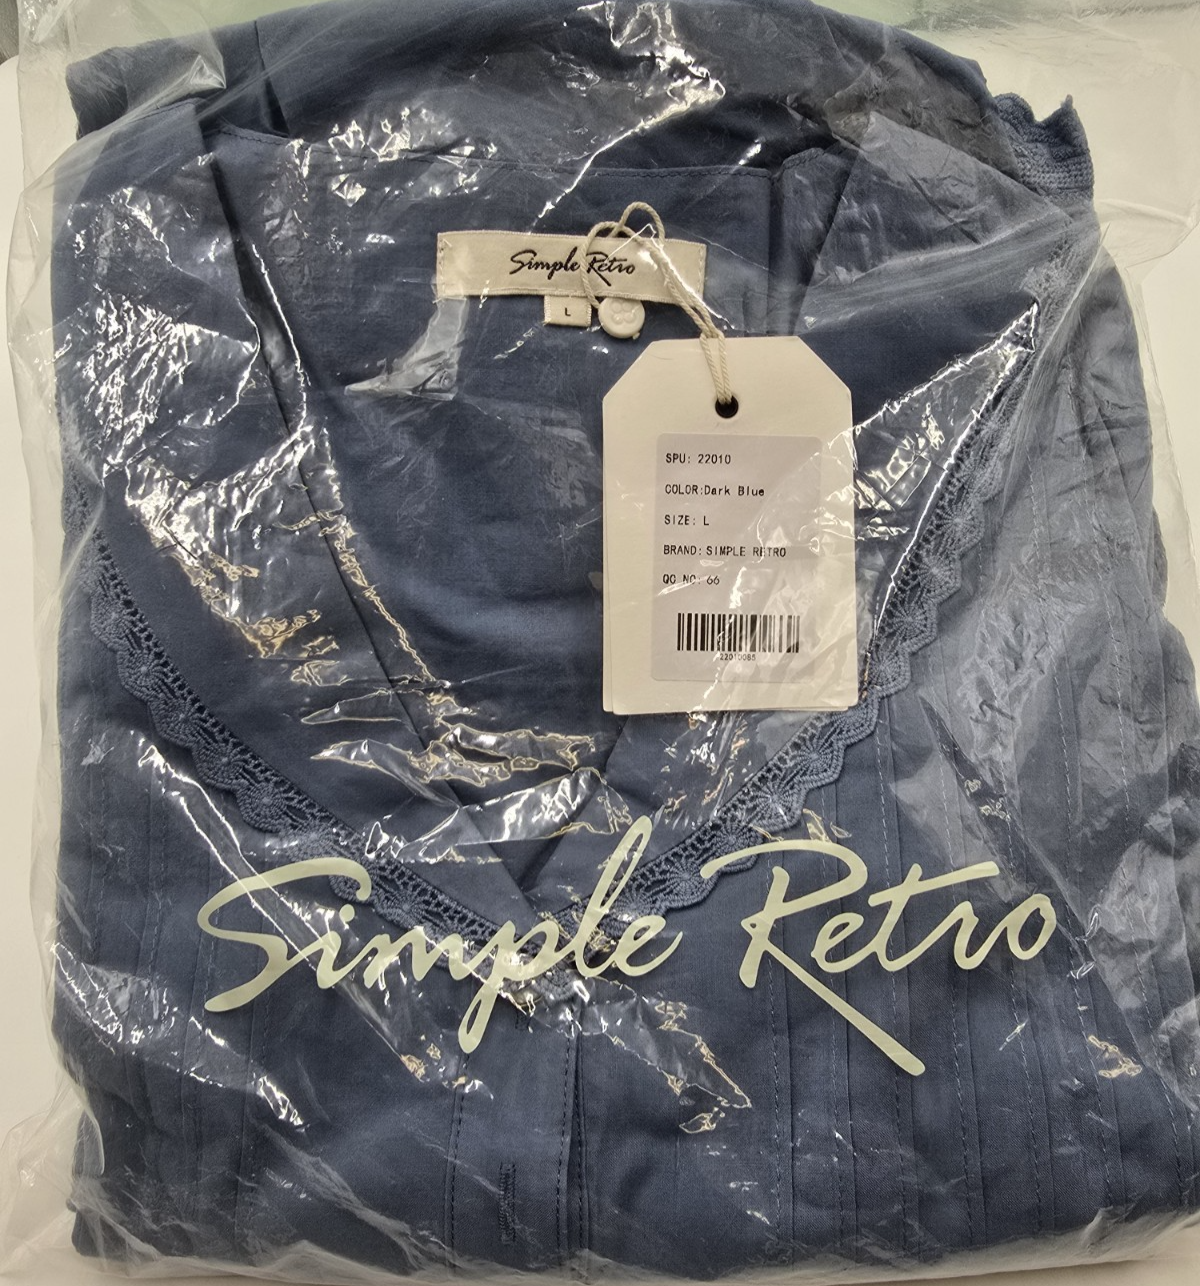 Simple Retro
L
SPU: 22010
COLOR:Dark Blue
SIZE: L
BRAND: SIMPLE RETRO
QC NO: 66
Simple Retro